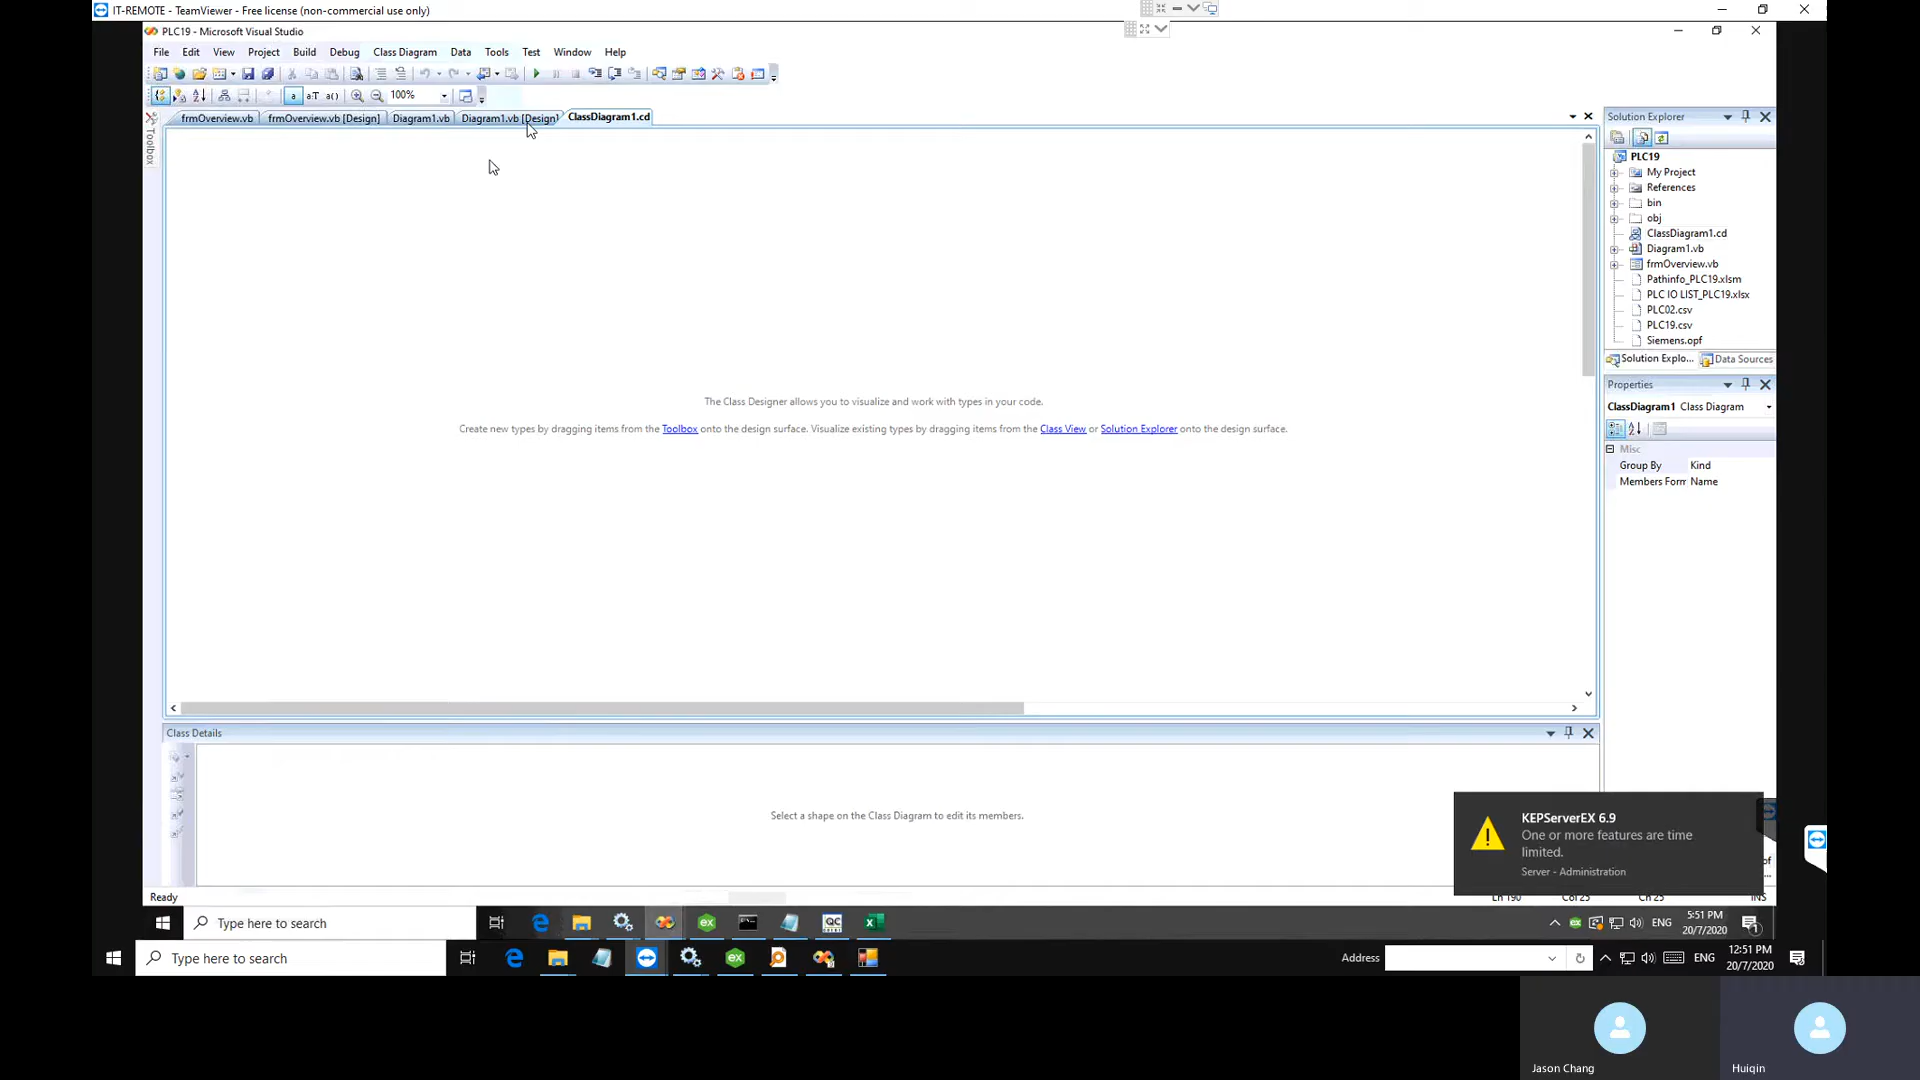 IT-REMOTE - TeamViewer - Free license (non-commercial use only)
PLC19 - Microsoft Visual Studio
File Edit View Project Build Debug Class Diagram Data Tools Test Window Help
100%
frmOverview.vb frmOverview.vb [Design] Diagram1.vb Diagram1.vb [Design] ClassDiagram1.cd
Toolbox
The Class Designer allows you to visualize and work with types in your code.
Create new types by dragging items from the Toolbox onto the design surface. Visualize existing types by dragging items from the Class View or Solution Explorer onto the design surface.
Solution Explorer
PLC19
My Project
References
bin
obj
ClassDiagram1.cd
Diagram1.vb
frmOverview.vb
Pathinfo_PLC19.xlsm
PLC IO LIST_PLC19.xlsx
PLC02.csv
PLC19.csv
Siemens.opf
Solution Explo... Data Sources
Properties
ClassDiagram1 Class Diagram
Misc
Group By Kind
Members Form Name
Class Details
Select a shape on the Class Diagram to edit its members.
KEPServerEX 6.9
One or more features are time
limited.
Server - Administration
Ready
Ln 190 Col 25 Ch 25 INS
Type here to search
ENG
5:51 PM
20/7/2020
Type here to search
Address
ENG
12:51 PM
20/7/2020
Jason Chang
Huiqin